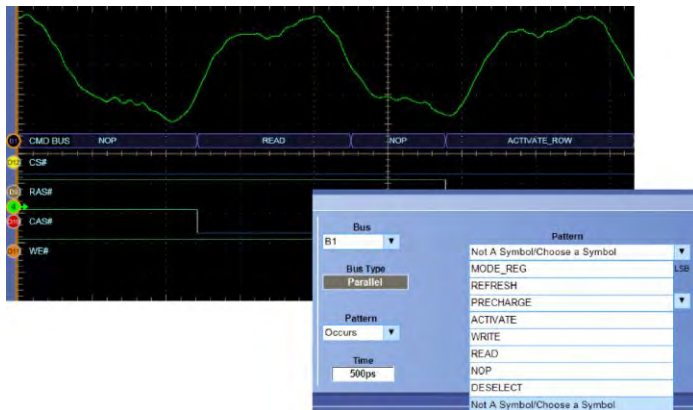 CMD BUS NOP READ NOP ACTIVATE_ROW
CS#
RAS#
CAS#
WE#
Bus
B1
Bus Type
Parallel
Pattern
Occurs
Time
500ps
Pattern
Not A Symbol/Choose a Symbol
MODE_REG LSB
REFRESH
PRECHARGE
ACTIVATE
WRITE
READ
NOP
DESELECT
Not A Symbol/Choose a Symbol